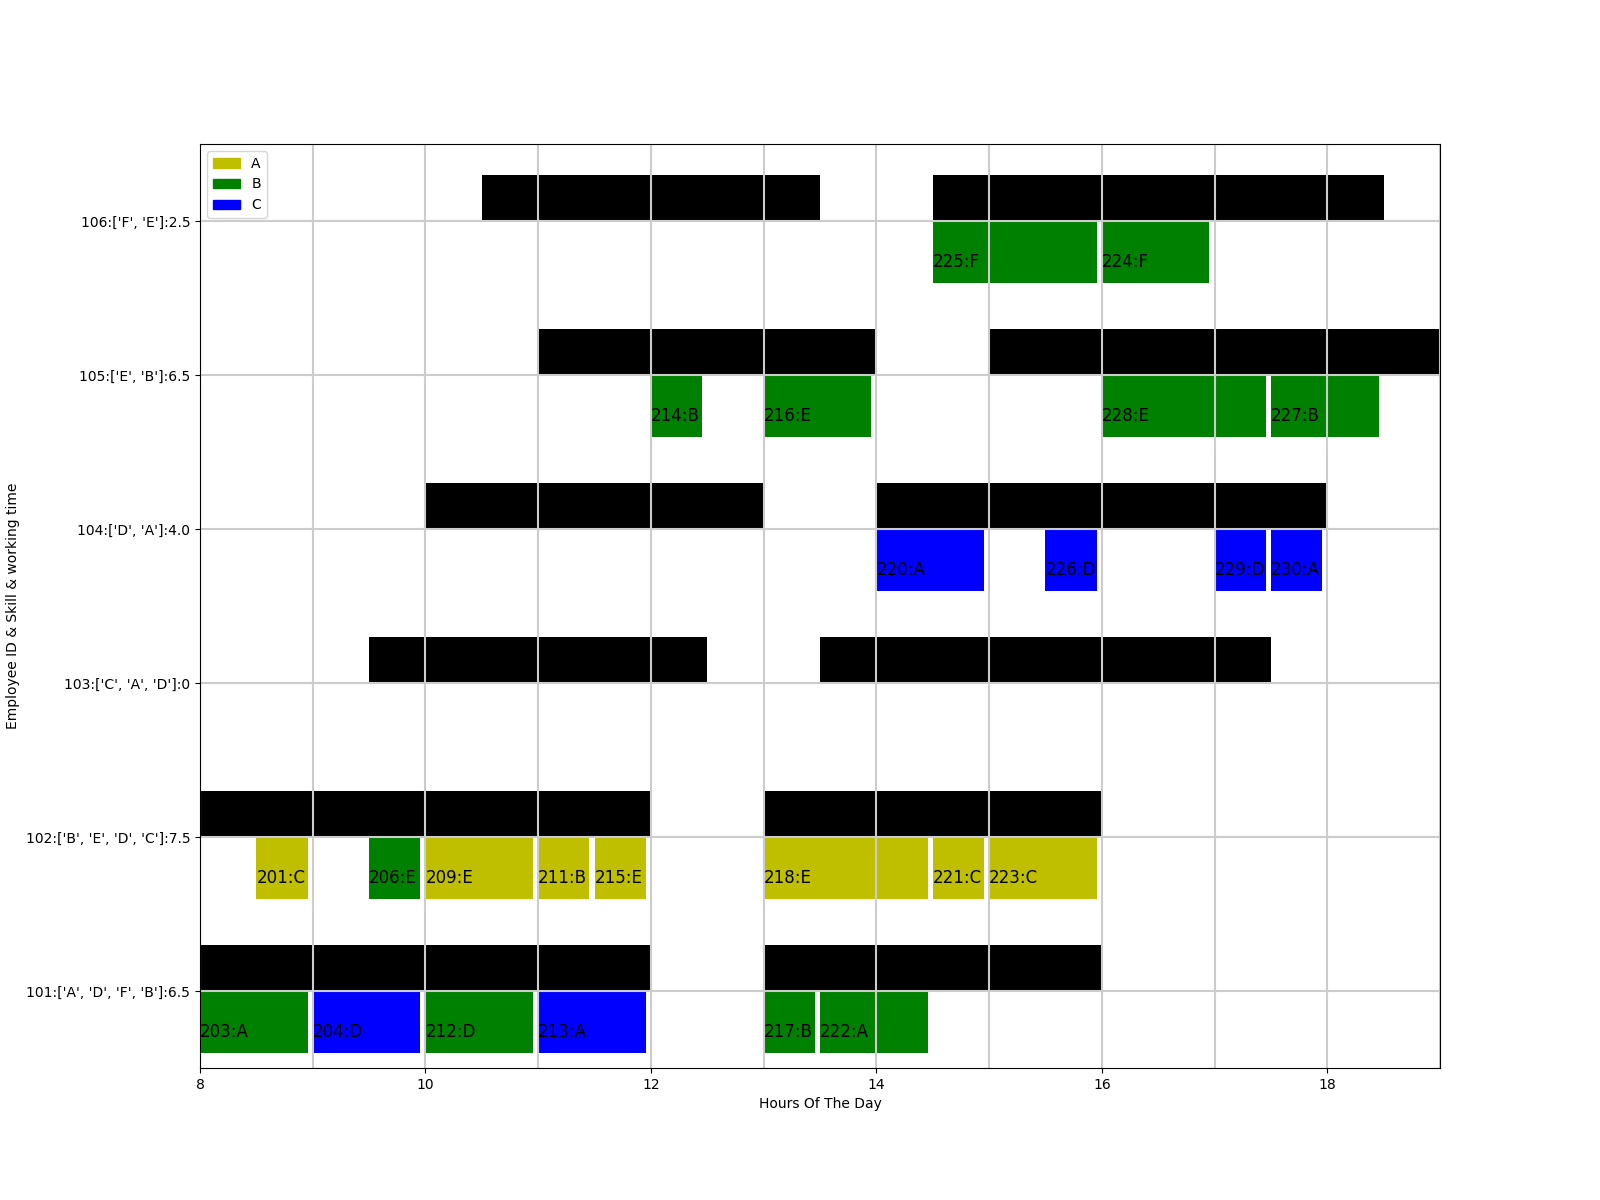 A
B
C
106:['F', 'E']:2.5
225:F 224:F
105:['E', 'B']:6.5
214:B 216:E 228:E 227:B
104:['D', 'A']:4.0
220:A 226:D 229:D 230:A
103:['C', 'A', 'D']:0
102:['B', 'E', 'D', 'C']:7.5
201:C 206:E 209:E 211:B 215:E 218:E 221:C 223:C
101:['A', 'D', 'F', 'B']:6.5
203:A 204:D 212:D 213:A 217:B 222:A
8 10 12 14 16 18
Hours Of The Day
Employee ID & Skill & working time